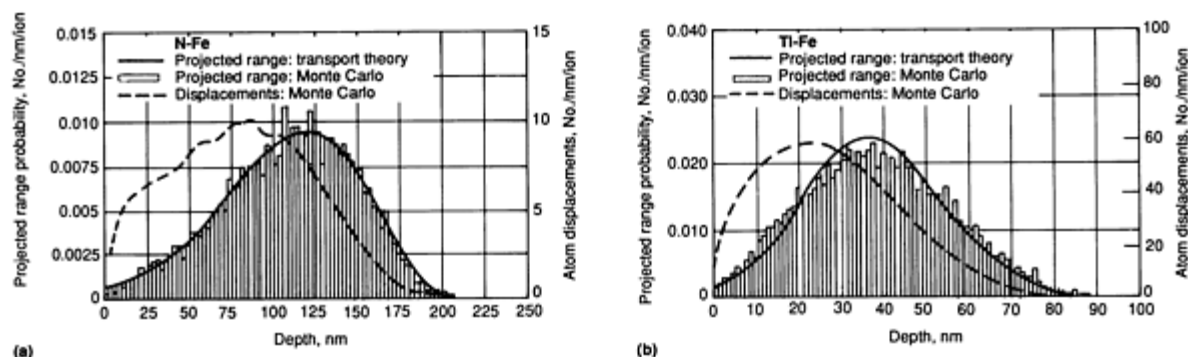 0.015
0.0125
0.010
0.0075
0.005
0.0025
0
Projected range probability, No./nm/ion
N-Fe
Projected range: transport theory
Projected range: Monte Carlo
Displacements: Monte Carlo
15
10
5
0
Atom displacements, No./nm/ion
0 25 50 75 100 125 150 175 200 225 250
Depth, nm
(a)
0.040
0.030
0.020
0.010
0
Projected range probability, No./nm/ion
Ti-Fe
Projected range: transport theory
Projected range: Monte Carlo
Displacements: Monte Carlo
100
80
60
40
20
0
Atom displacements, No./nm/ion
0 10 20 30 40 50 60 70 80 90 100
Depth, nm
(b)